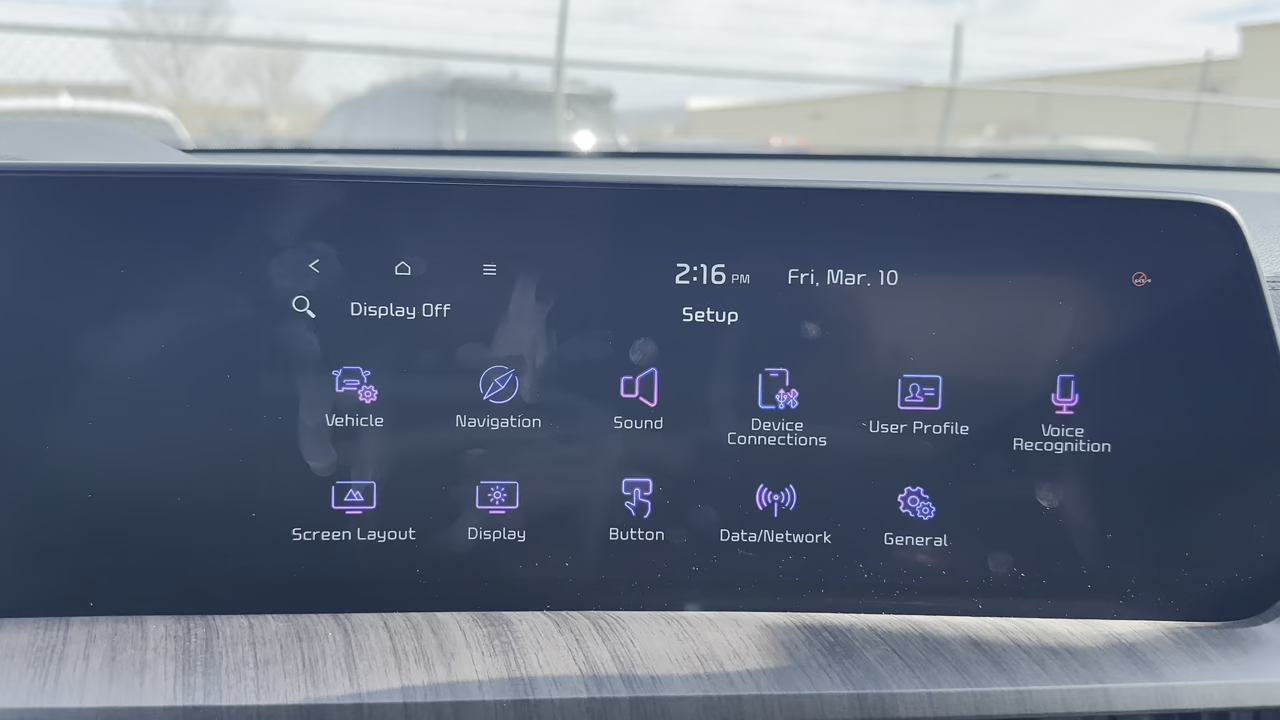 2:16 PM Fri, Mar. 10
Display Off
Setup
Vehicle
Navigation
Sound
Device
Connections
User Profile
Voice
Recognition
Screen Layout
Display
Button
Data/Network
General